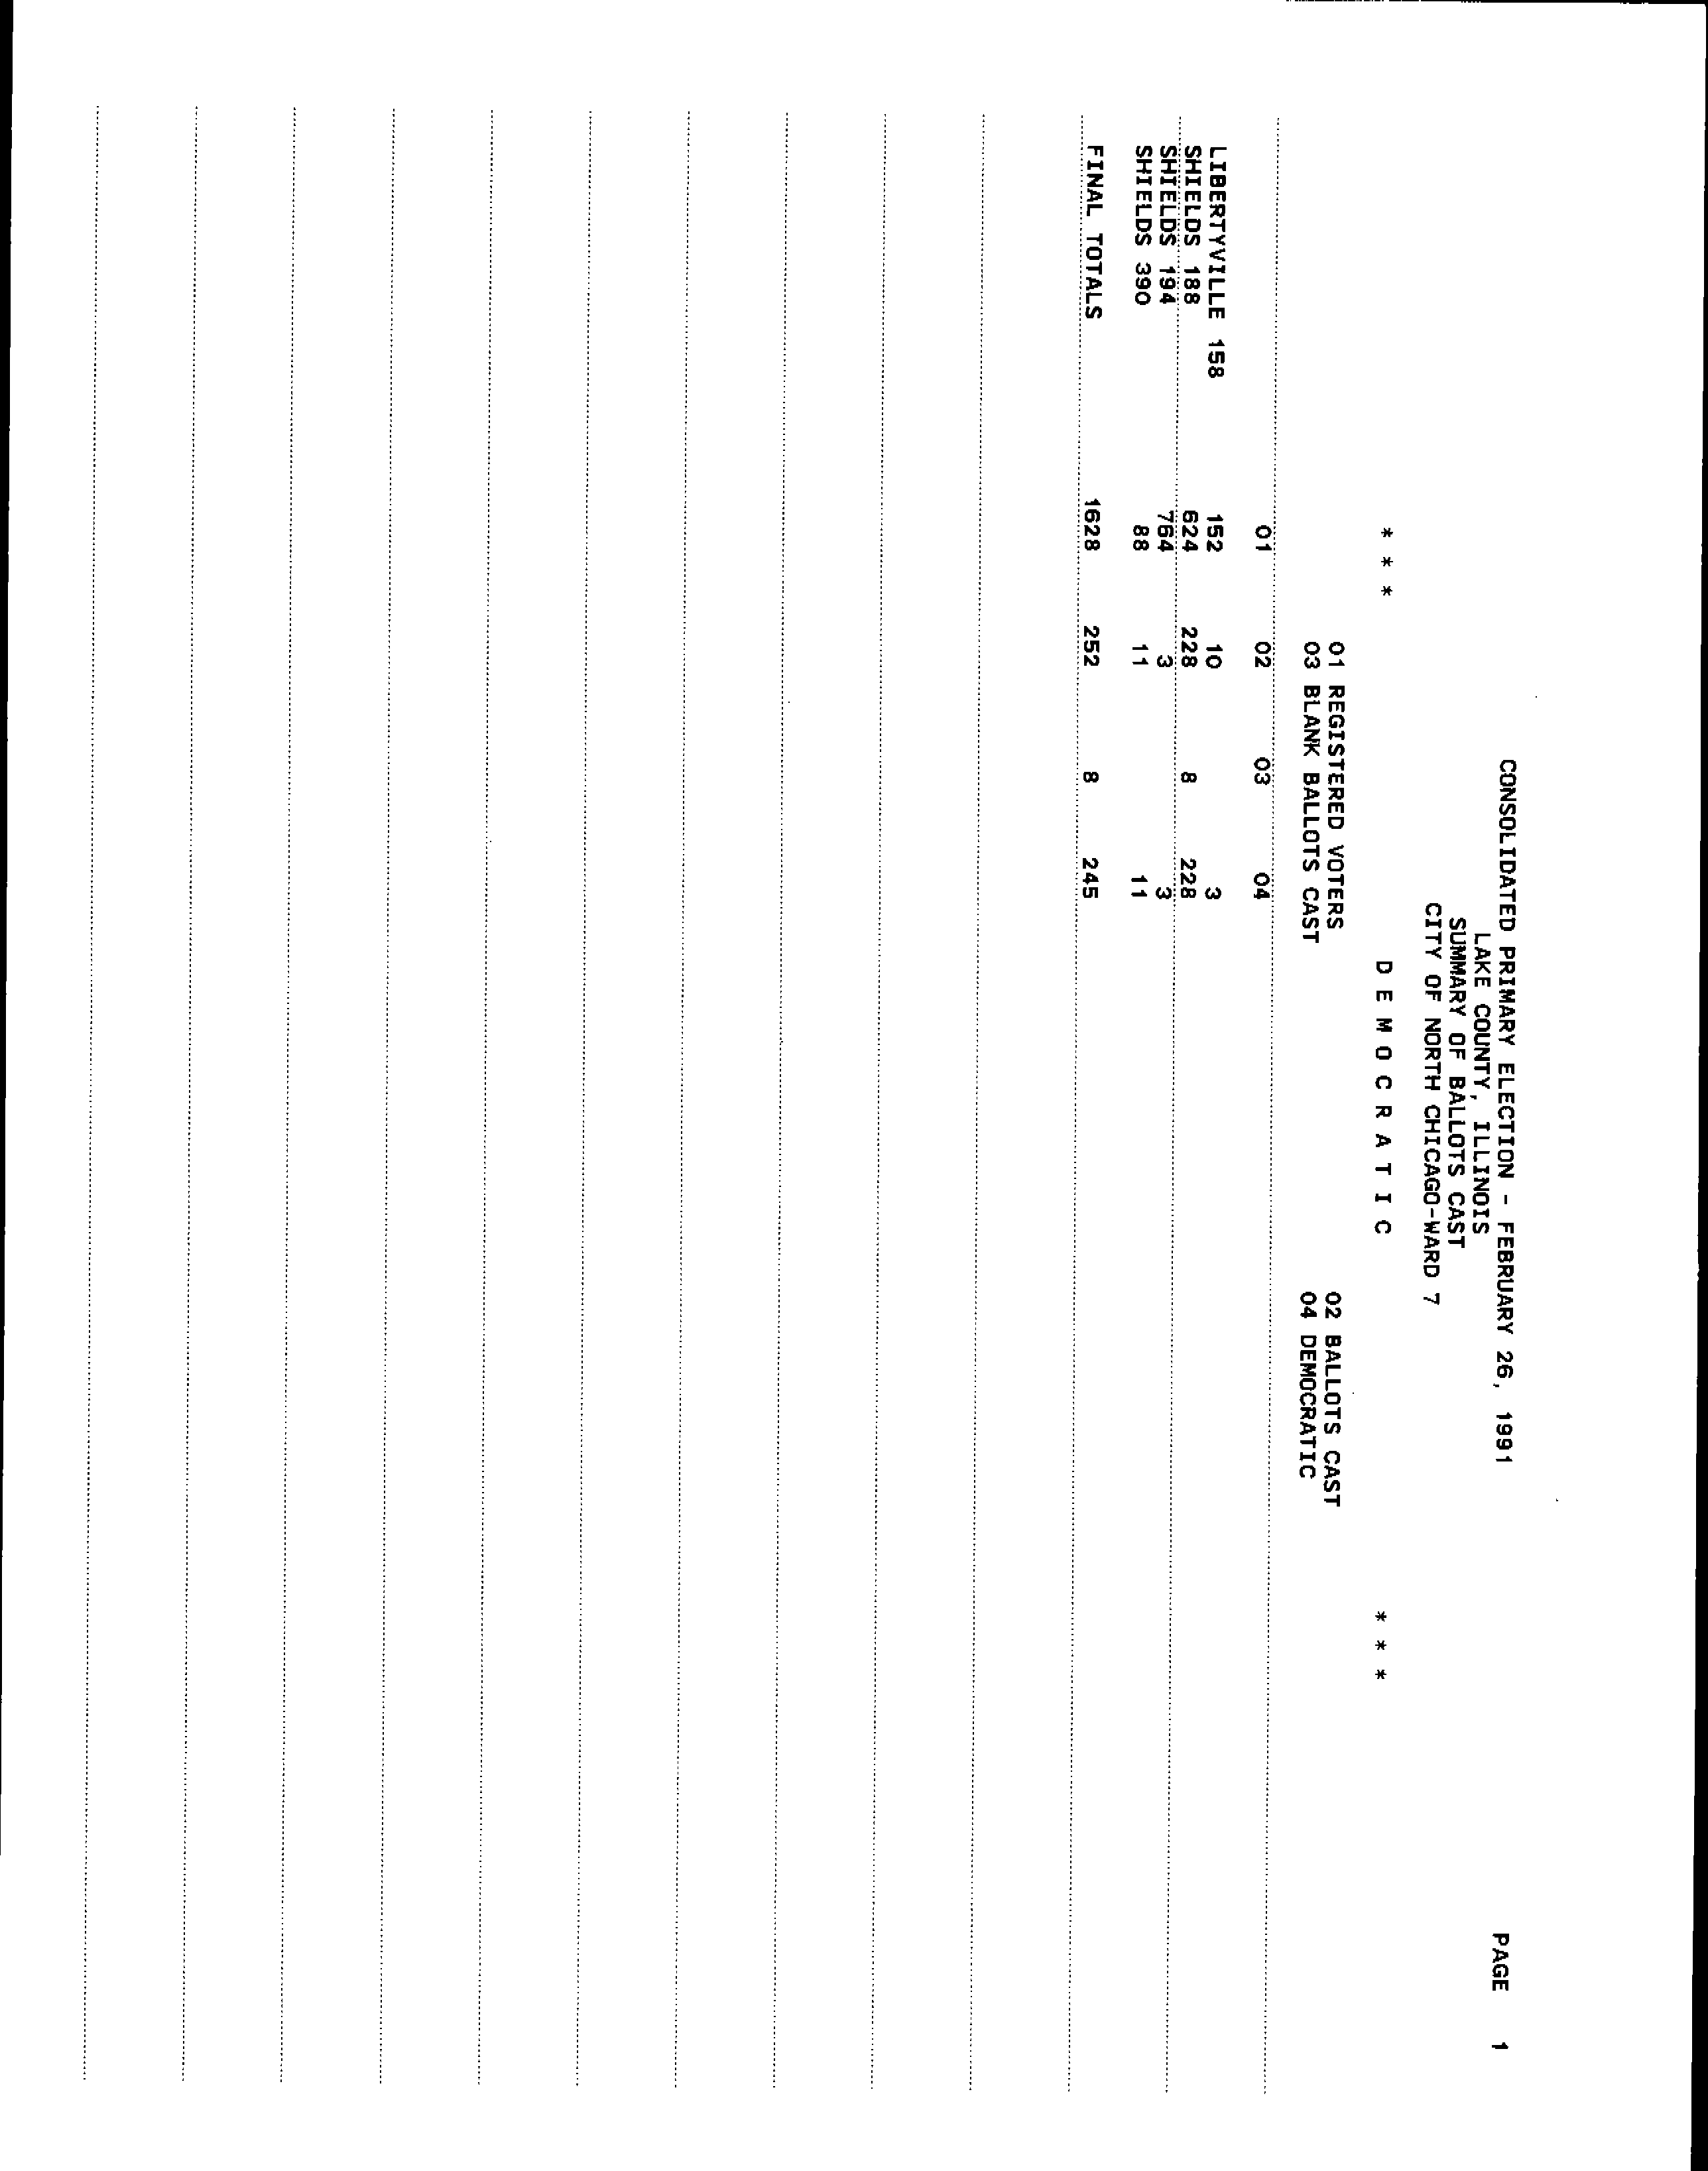 CONSOLIDATED PRIMARY ELECTION - FEBRUARY 26, 1991 PAGE 1
LAKE COUNTY, ILLINOIS
SUMMARY OF BALLOTS CAST
CITY OF NORTH CHICAGO-WARD 7
* * * D E M O C R A T I C * * *
01 REGISTERED VOTERS 02 BALLOTS CAST
03 BLANK BALLOTS CAST 04 DEMOCRATIC
01 02 03 04
LIBERTYVILLE 158 152 10 3
SHIELDS 188 624 228 8 228
SHIELDS 194 764 3 3
SHIELDS 390 88 11 11
FINAL TOTALS 1628 252 8 245